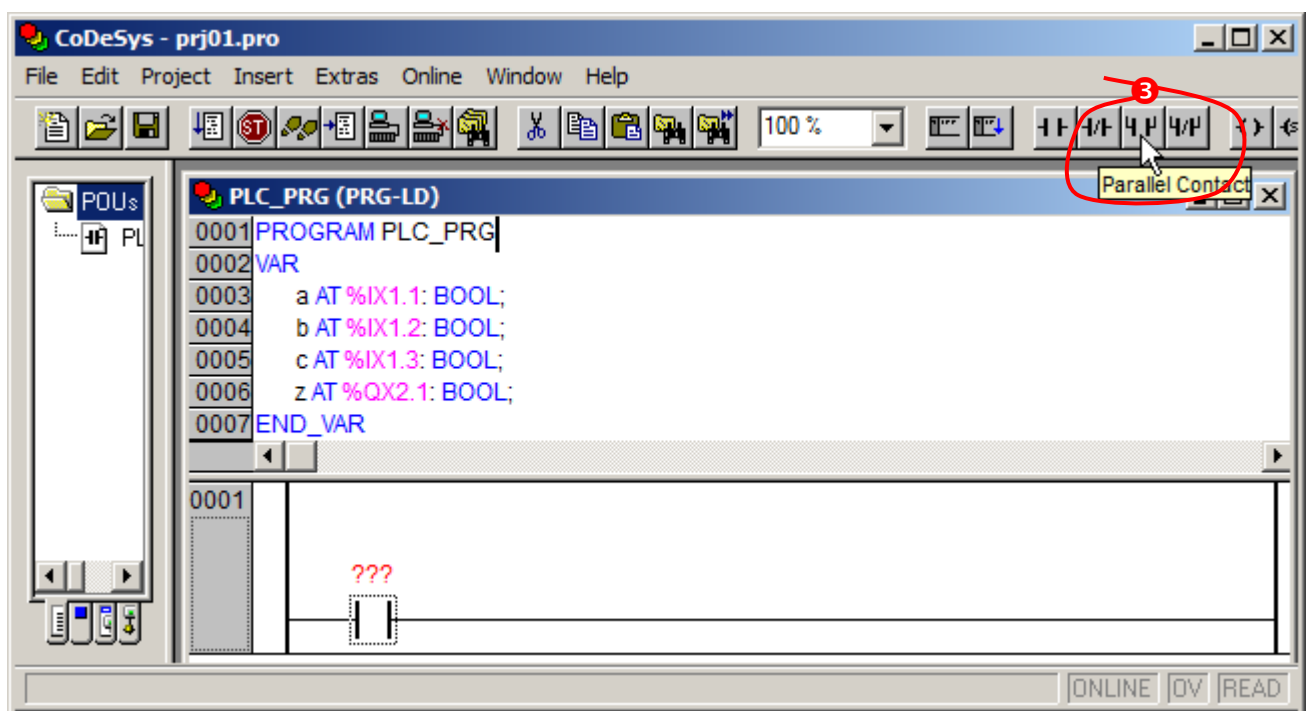 CoDeSys - prj01.pro
File Edit Project Insert Extras Online Window Help
3
ST 100 %
Parallel Contact
POUs
PL
PLC_PRG (PRG-LD)
0001 PROGRAM PLC_PRG
0002 VAR
0003 a AT %IX1.1: BOOL;
0004 b AT %IX1.2: BOOL;
0005 c AT %IX1.3: BOOL;
0006 z AT %QX2.1: BOOL;
0007 END_VAR
0001
???
ONLINE OV READ